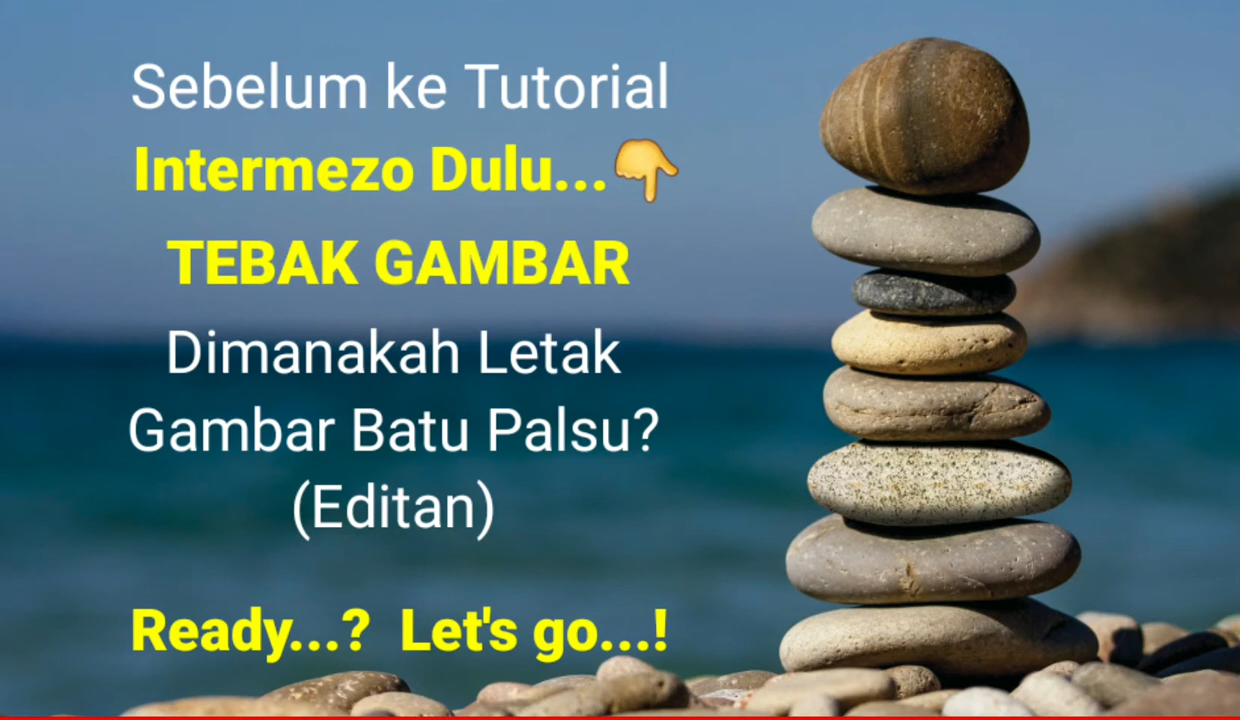 Sebelum ke Tutorial
Intermezo Dulu...👇
TEBAK GAMBAR
Dimanakah Letak
Gambar Batu Palsu?
(Editan)
Ready...? Let's go...!